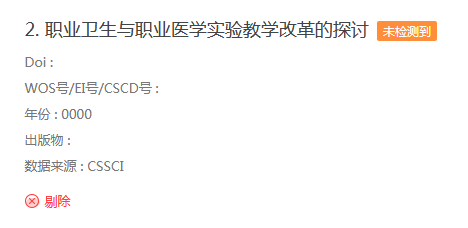 2. 职业卫生与职业医学实验教学改革的探讨 未检测到
Doi :
WOS号/EI号/CSCD号 :
年份 : 0000
出版物 :
数据来源 : CSSCI
剔除